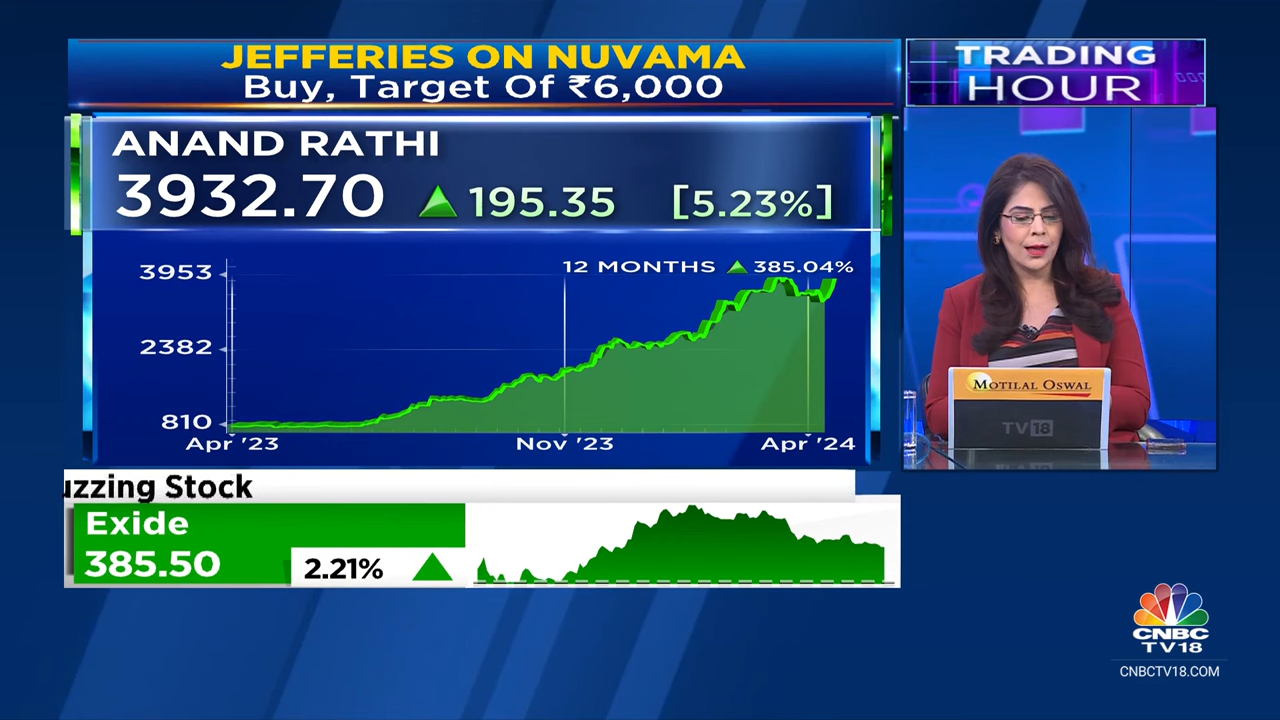 JEFFERIES ON NUVAMA
Buy, Target Of ₹6,000
TRADING
HOUR
ANAND RATHI
3932.70 ▲ 195.35 [5.23%]
12 MONTHS ▲ 385.04%
3953
2382
810
Apr '23 Nov '23 Apr '24
MOTILAL OSWAL
TV18
uzzing Stock
Exide
385.50 2.21% ▲
CNBC
TV18
CNBCTV18.COM